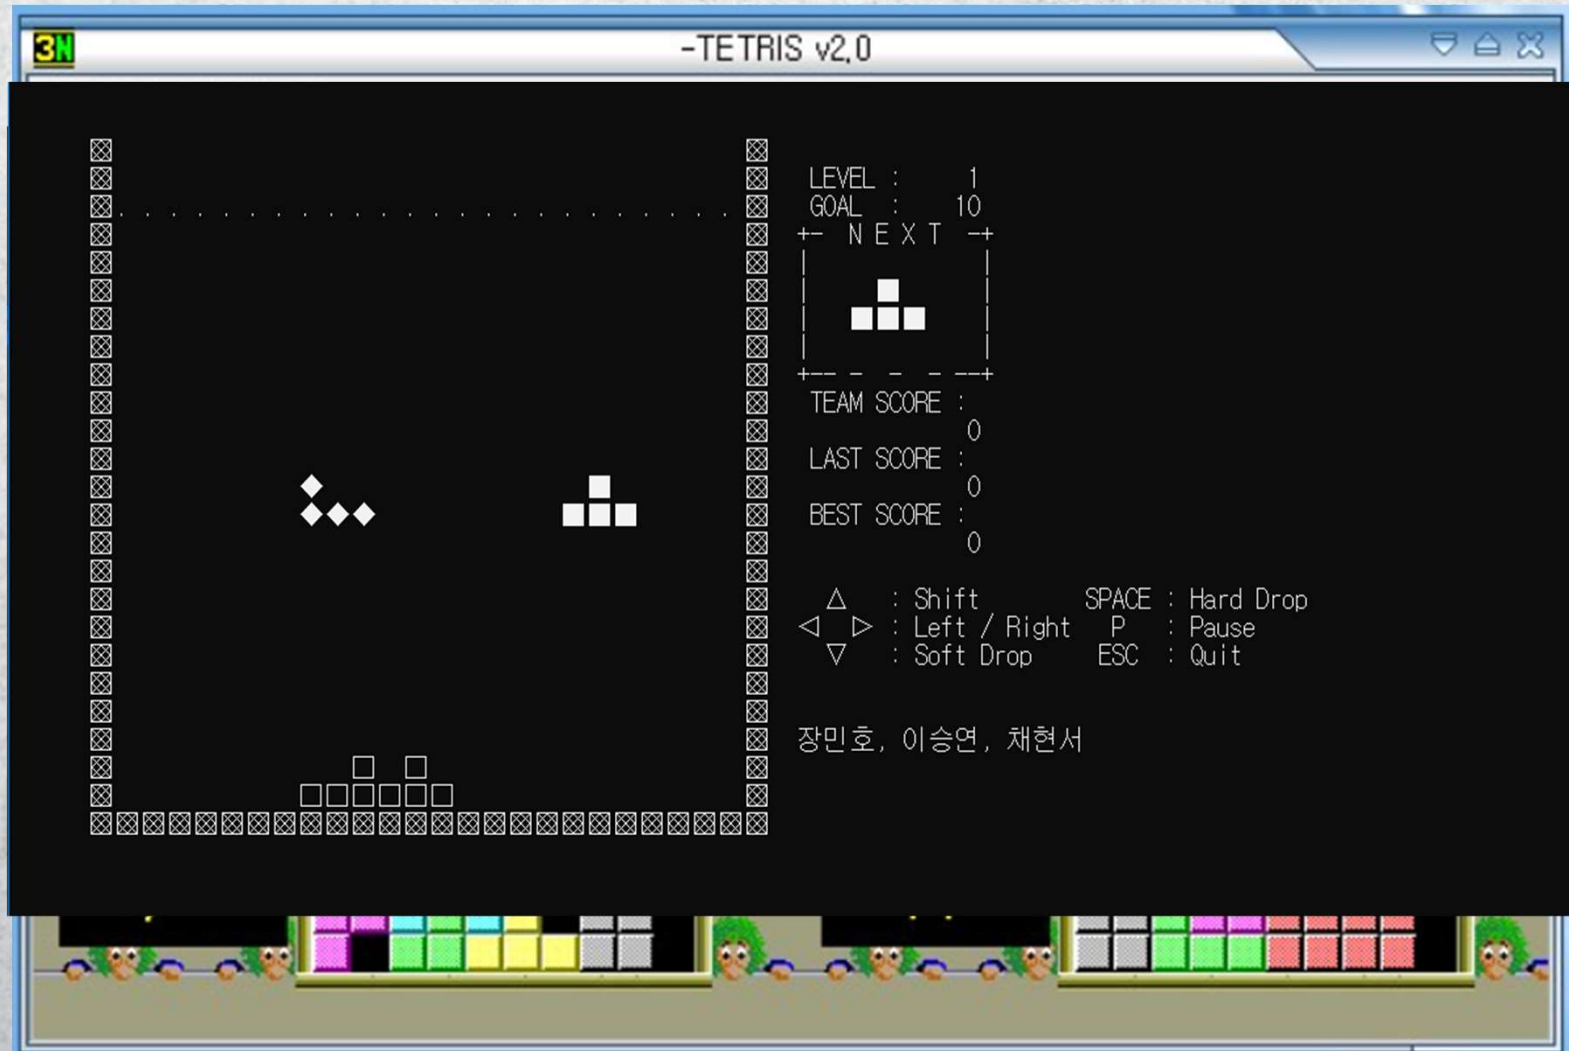 3N
-TETRIS v2.0
LEVEL : 1
GOAL : 10
+- N E X T -+
TEAM SCORE :
0
LAST SCORE :
0
BEST SCORE :
0
△ : Shift SPACE : Hard Drop
◁ ▷ : Left / Right P : Pause
▽ : Soft Drop ESC : Quit
장민호, 이승연, 채현서